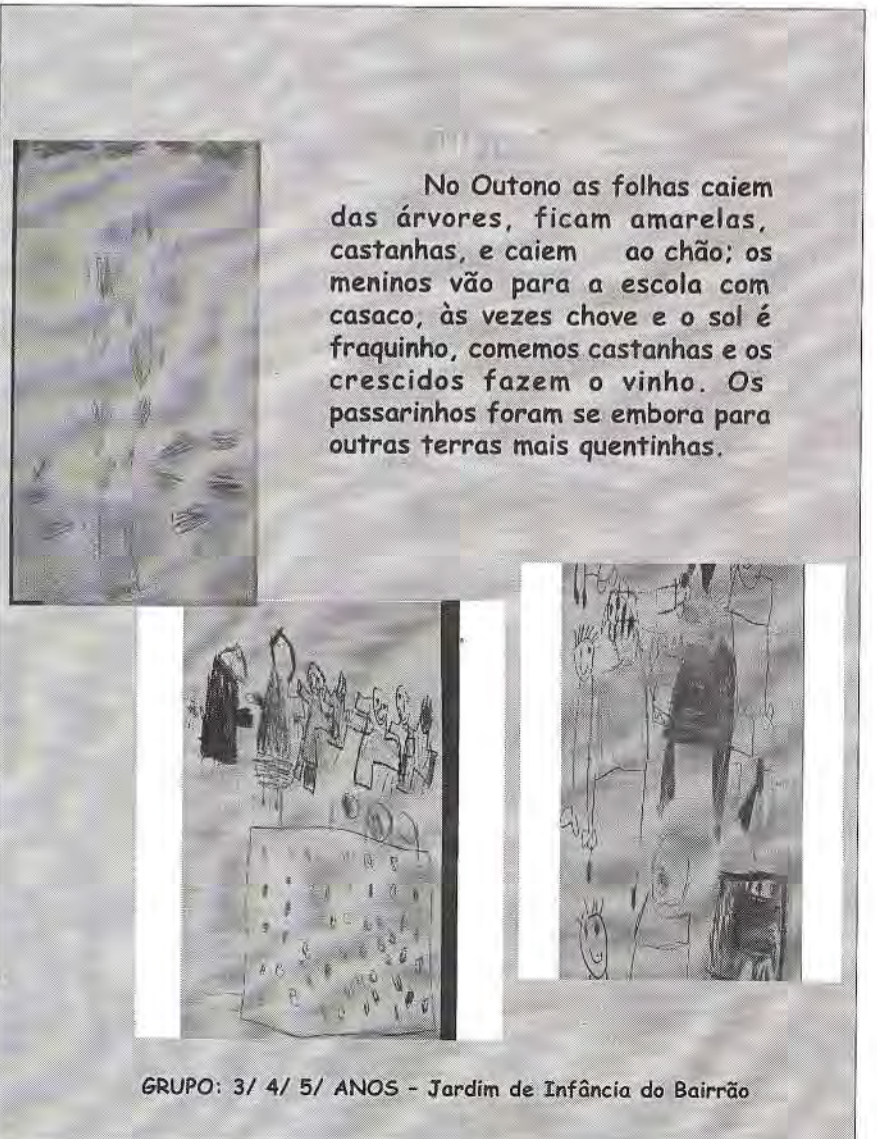 No Outono as folhas caiem
das árvores, ficam amarelas,
castanhas, e caiem ao chão; os
meninos vão para a escola com
casaco, às vezes chove e o sol é
fraquinho, comemos castanhas e os
crescidos fazem o vinho. Os
passarinhos foram se embora para
outras terras mais quentinhas.
GRUPO: 3/ 4/ 5/ ANOS - Jardim de Infância do Bairrão